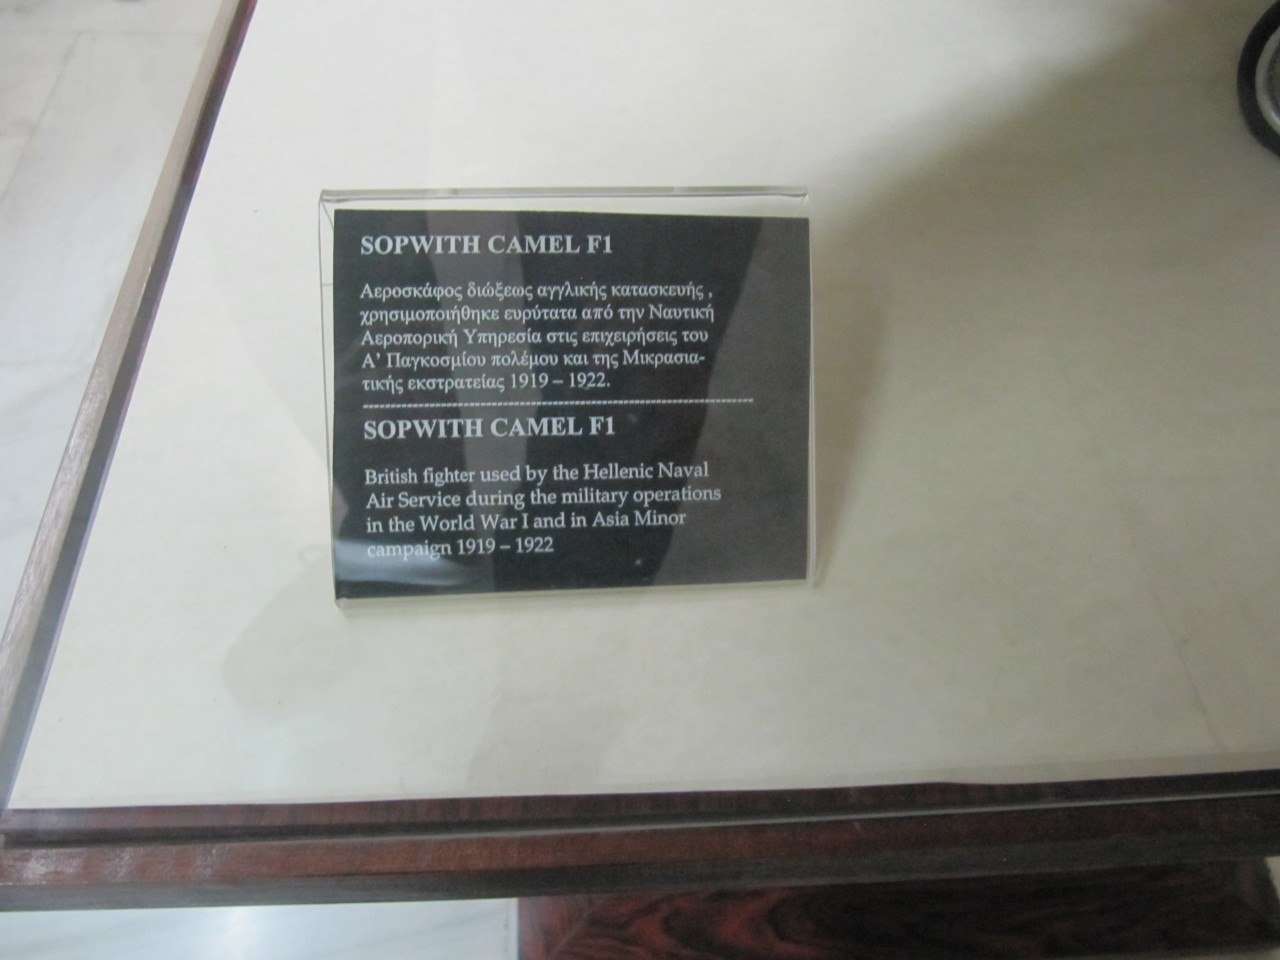 SOPWITH CAMEL F1
Αεροσκάφος διώξεως αγγλικής κατασκευής ,
χρησιμοποιήθηκε ευρύτατα από την Ναυτική
Αεροπορική Υπηρεσία στις επιχειρήσεις του
Α' Παγκοσμίου πολέμου και της Μικρασια-
τικής εκστρατείας 1919 – 1922.
SOPWITH CAMEL F1
British fighter used by the Hellenic Naval
Air Service during the military operations
in the World War I and in Asia Minor
campaign 1919 – 1922